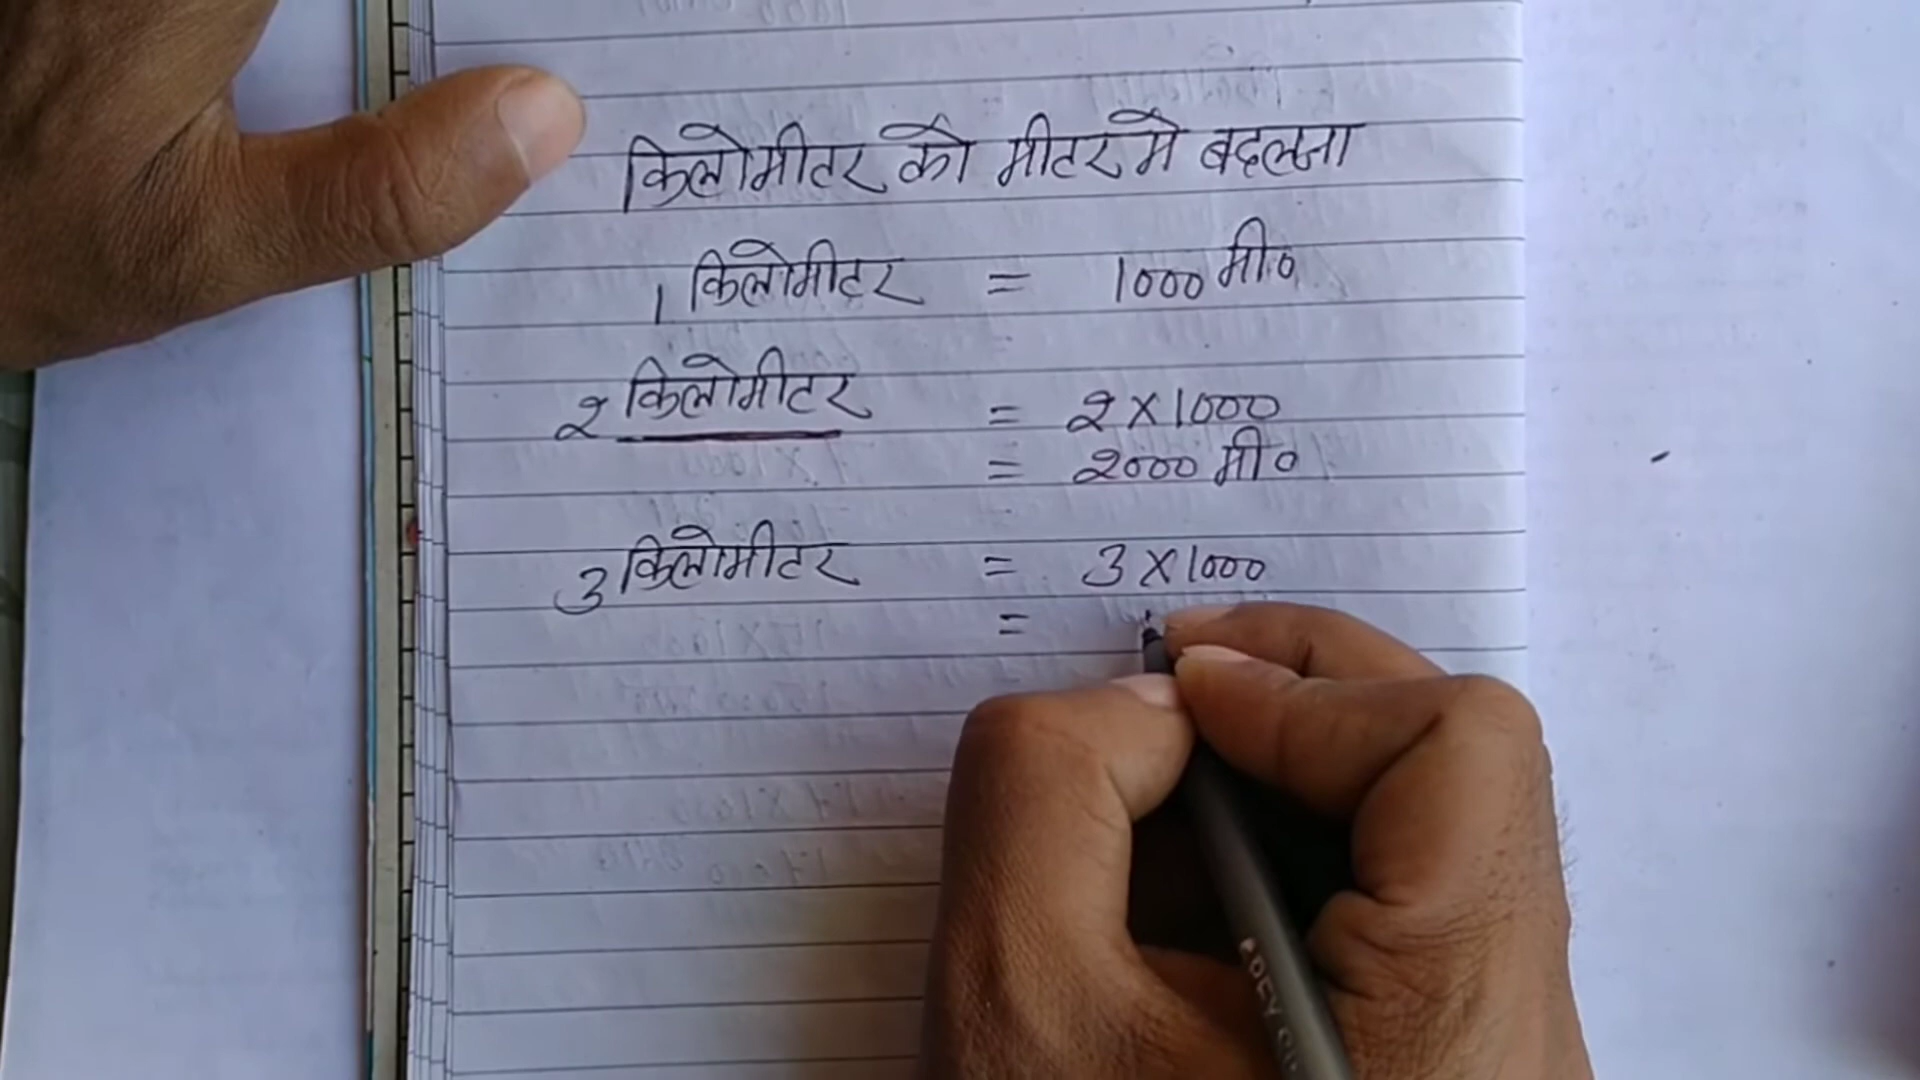 किलोमीटर को मीटर मे बदलना
1 किलोमीटर = 1000 मी०
2 किलोमीटर = 2 × 1000
= 2000 मी०
3 किलोमीटर = 3 × 1000
=